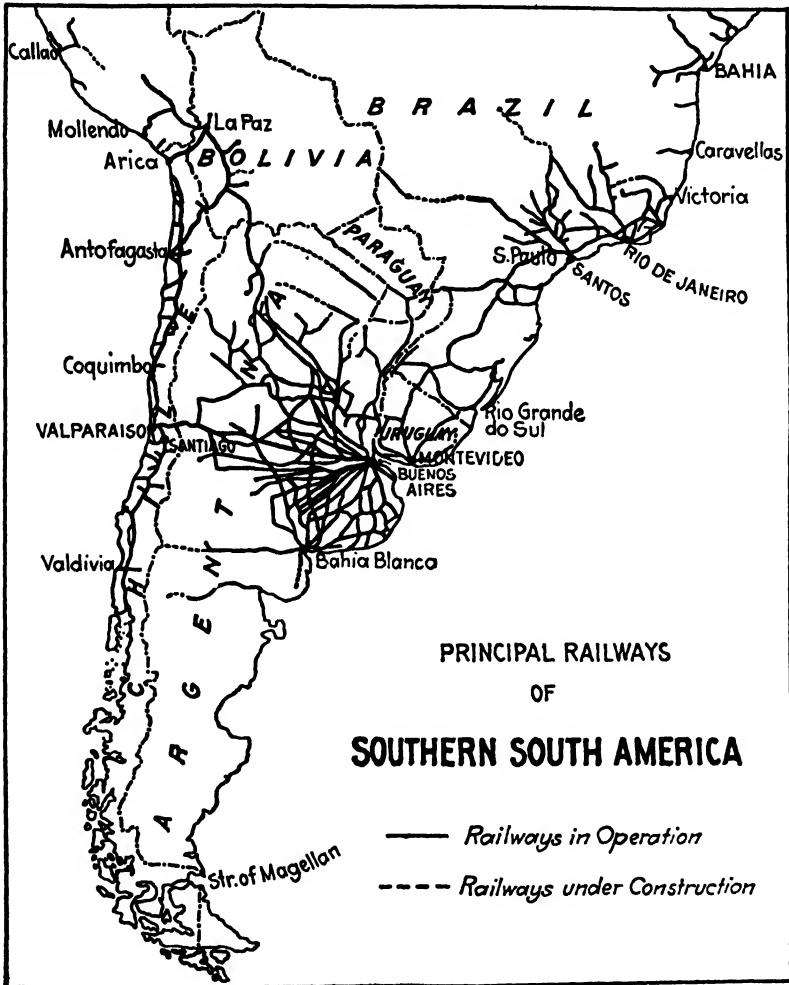 Callao
BAHIA
BRAZIL
Mollendo
La Paz
Arica
BOLIVIA
Caravellas
Victoria
Antofagasta
PARAGUAY
S. Paulo
SANTOS
RIO DE JANEIRO
Coquimbo
VALPARAISO
SANTIAGO
URUGUAY
Rio Grande
do Sul
MONTEVIDEO
BUENOS
AIRES
Valdivia
Bahia Blanca
CHILE
ARGENTINA
PRINCIPAL RAILWAYS
OF
SOUTHERN SOUTH AMERICA
Railways in Operation
Railways under Construction
Str. of Magellan